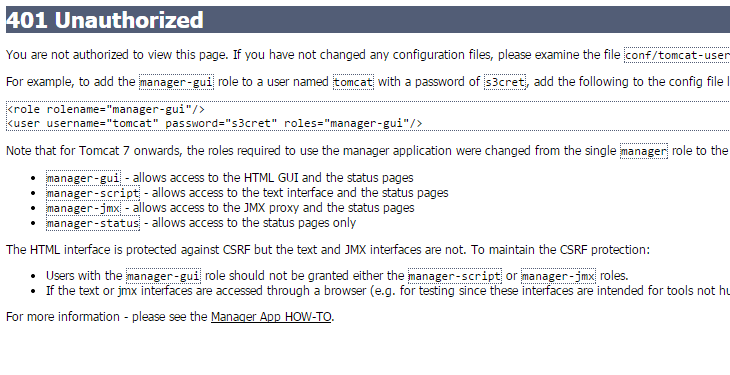 401 Unauthorized
You are not authorized to view this page. If you have not changed any configuration files, please examine the file conf/tomcat-user
For example, to add the manager-gui role to a user named tomcat with a password of s3cret, add the following to the config file
<role rolename="manager-gui"/>
<user username="tomcat" password="s3cret" roles="manager-gui"/>
Note that for Tomcat 7 onwards, the roles required to use the manager application were changed from the single manager role to the
• manager-gui - allows access to the HTML GUI and the status pages
• manager-script - allows access to the text interface and the status pages
• manager-jmx - allows access to the JMX proxy and the status pages
• manager-status - allows access to the status pages only
The HTML interface is protected against CSRF but the text and JMX interfaces are not. To maintain the CSRF protection:
• Users with the manager-gui role should not be granted either the manager-script or manager-jmx roles.
• If the text or jmx interfaces are accessed through a browser (e.g. for testing since these interfaces are intended for tools not
For more information - please see the Manager App HOW-TO.